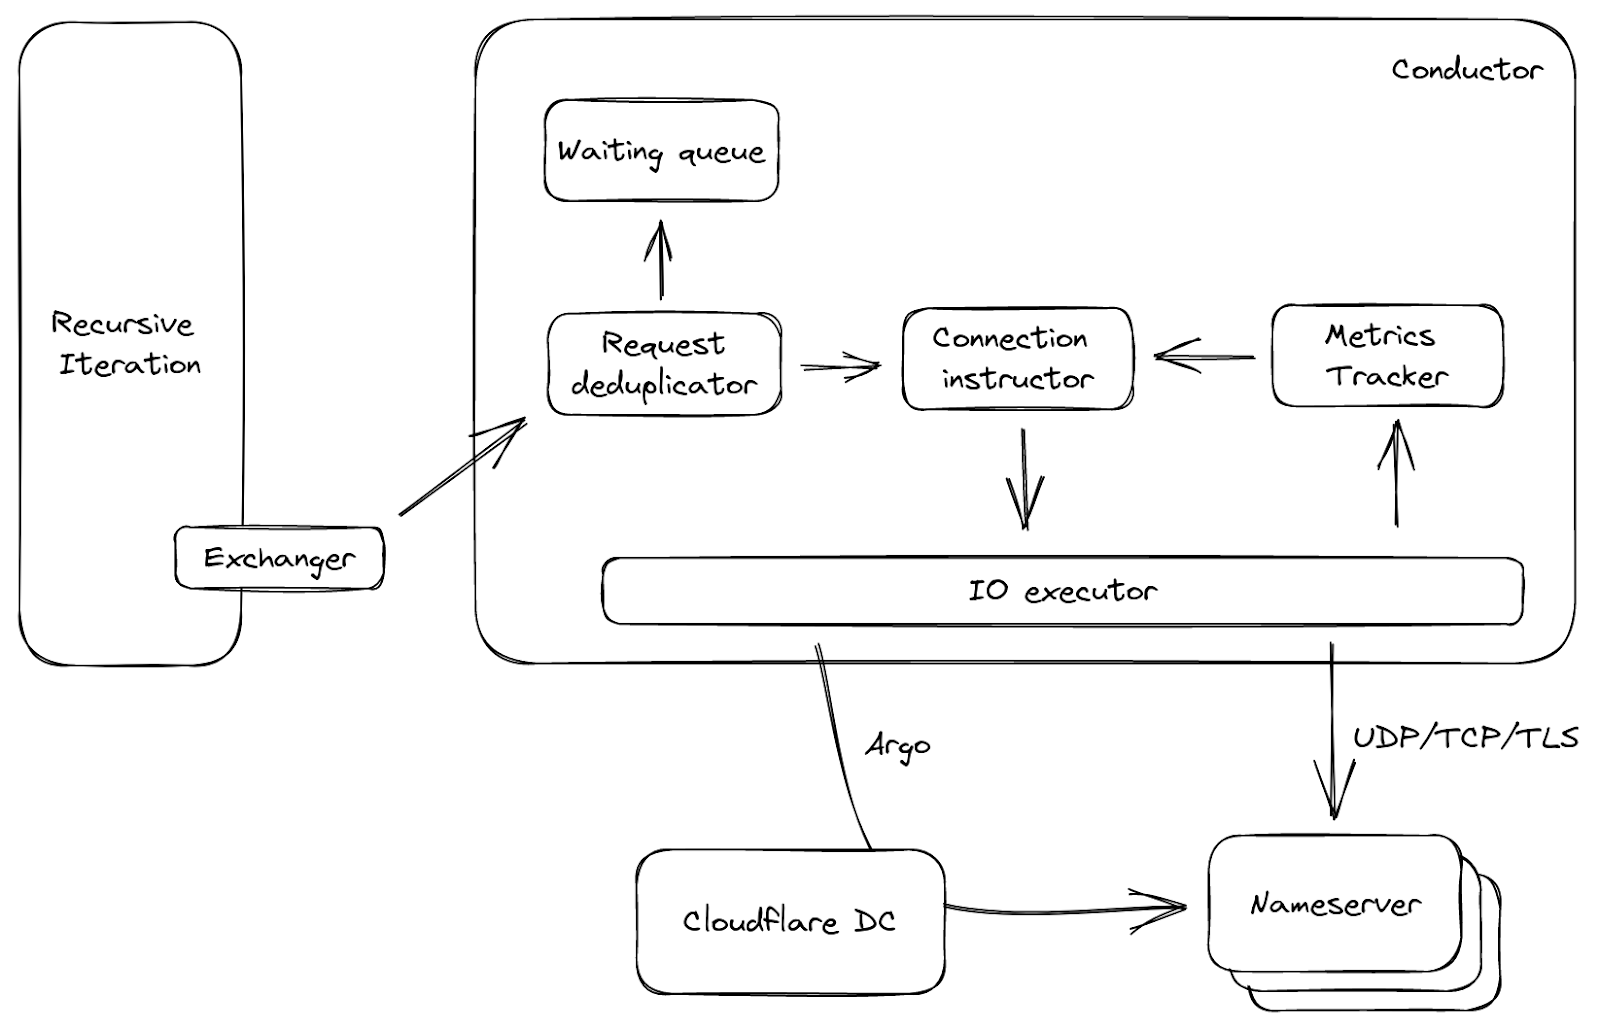 Conductor
Waiting queue
Recursive
Iteration
Request
deduplicator
Connection
instructor
Metrics
Tracker
Exchanger
IO executor
Argo
UDP/TCP/TLS
Cloudflare DC
Nameserver